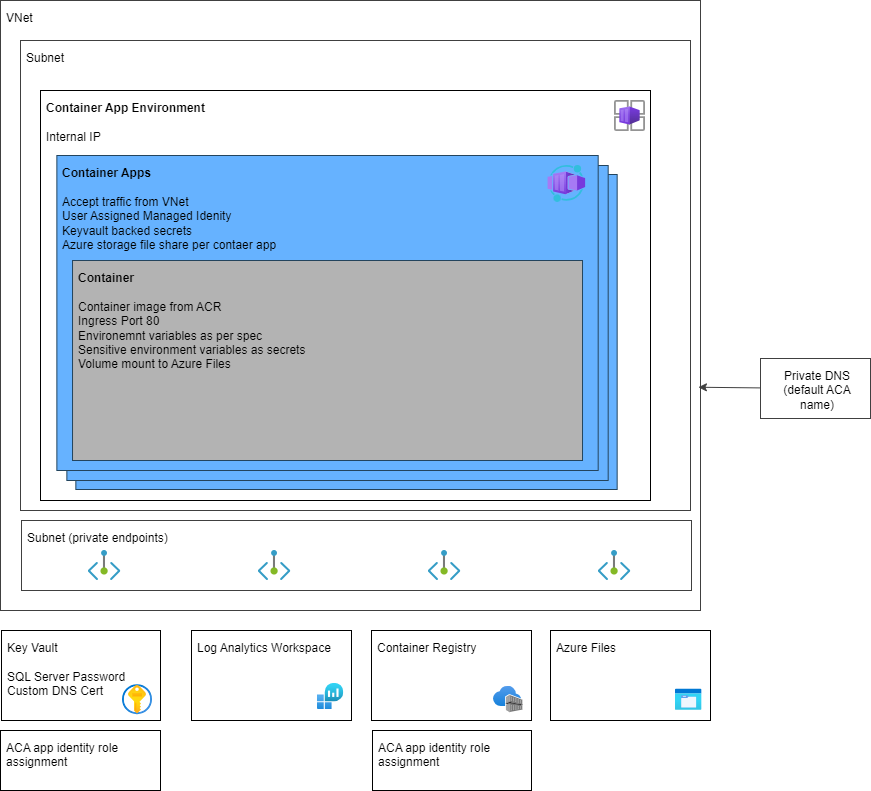 VNet
Subnet
Container App Environment
Internal IP
Container Apps
Accept traffic from VNet
User Assigned Managed Idenity
Keyvault backed secrets
Azure storage file share per contaer app
Container
Container image from ACR
Ingress Port 80
Environemnt variables as per spec
Sensitive environment variables as secrets
Volume mount to Azure Files
Private DNS
(default ACA
name)
Subnet (private endpoints)
Key Vault
SQL Server Password
Custom DNS Cert
Log Analytics Workspace
Container Registry
Azure Files
ACA app identity role
assignment
ACA app identity role
assignment